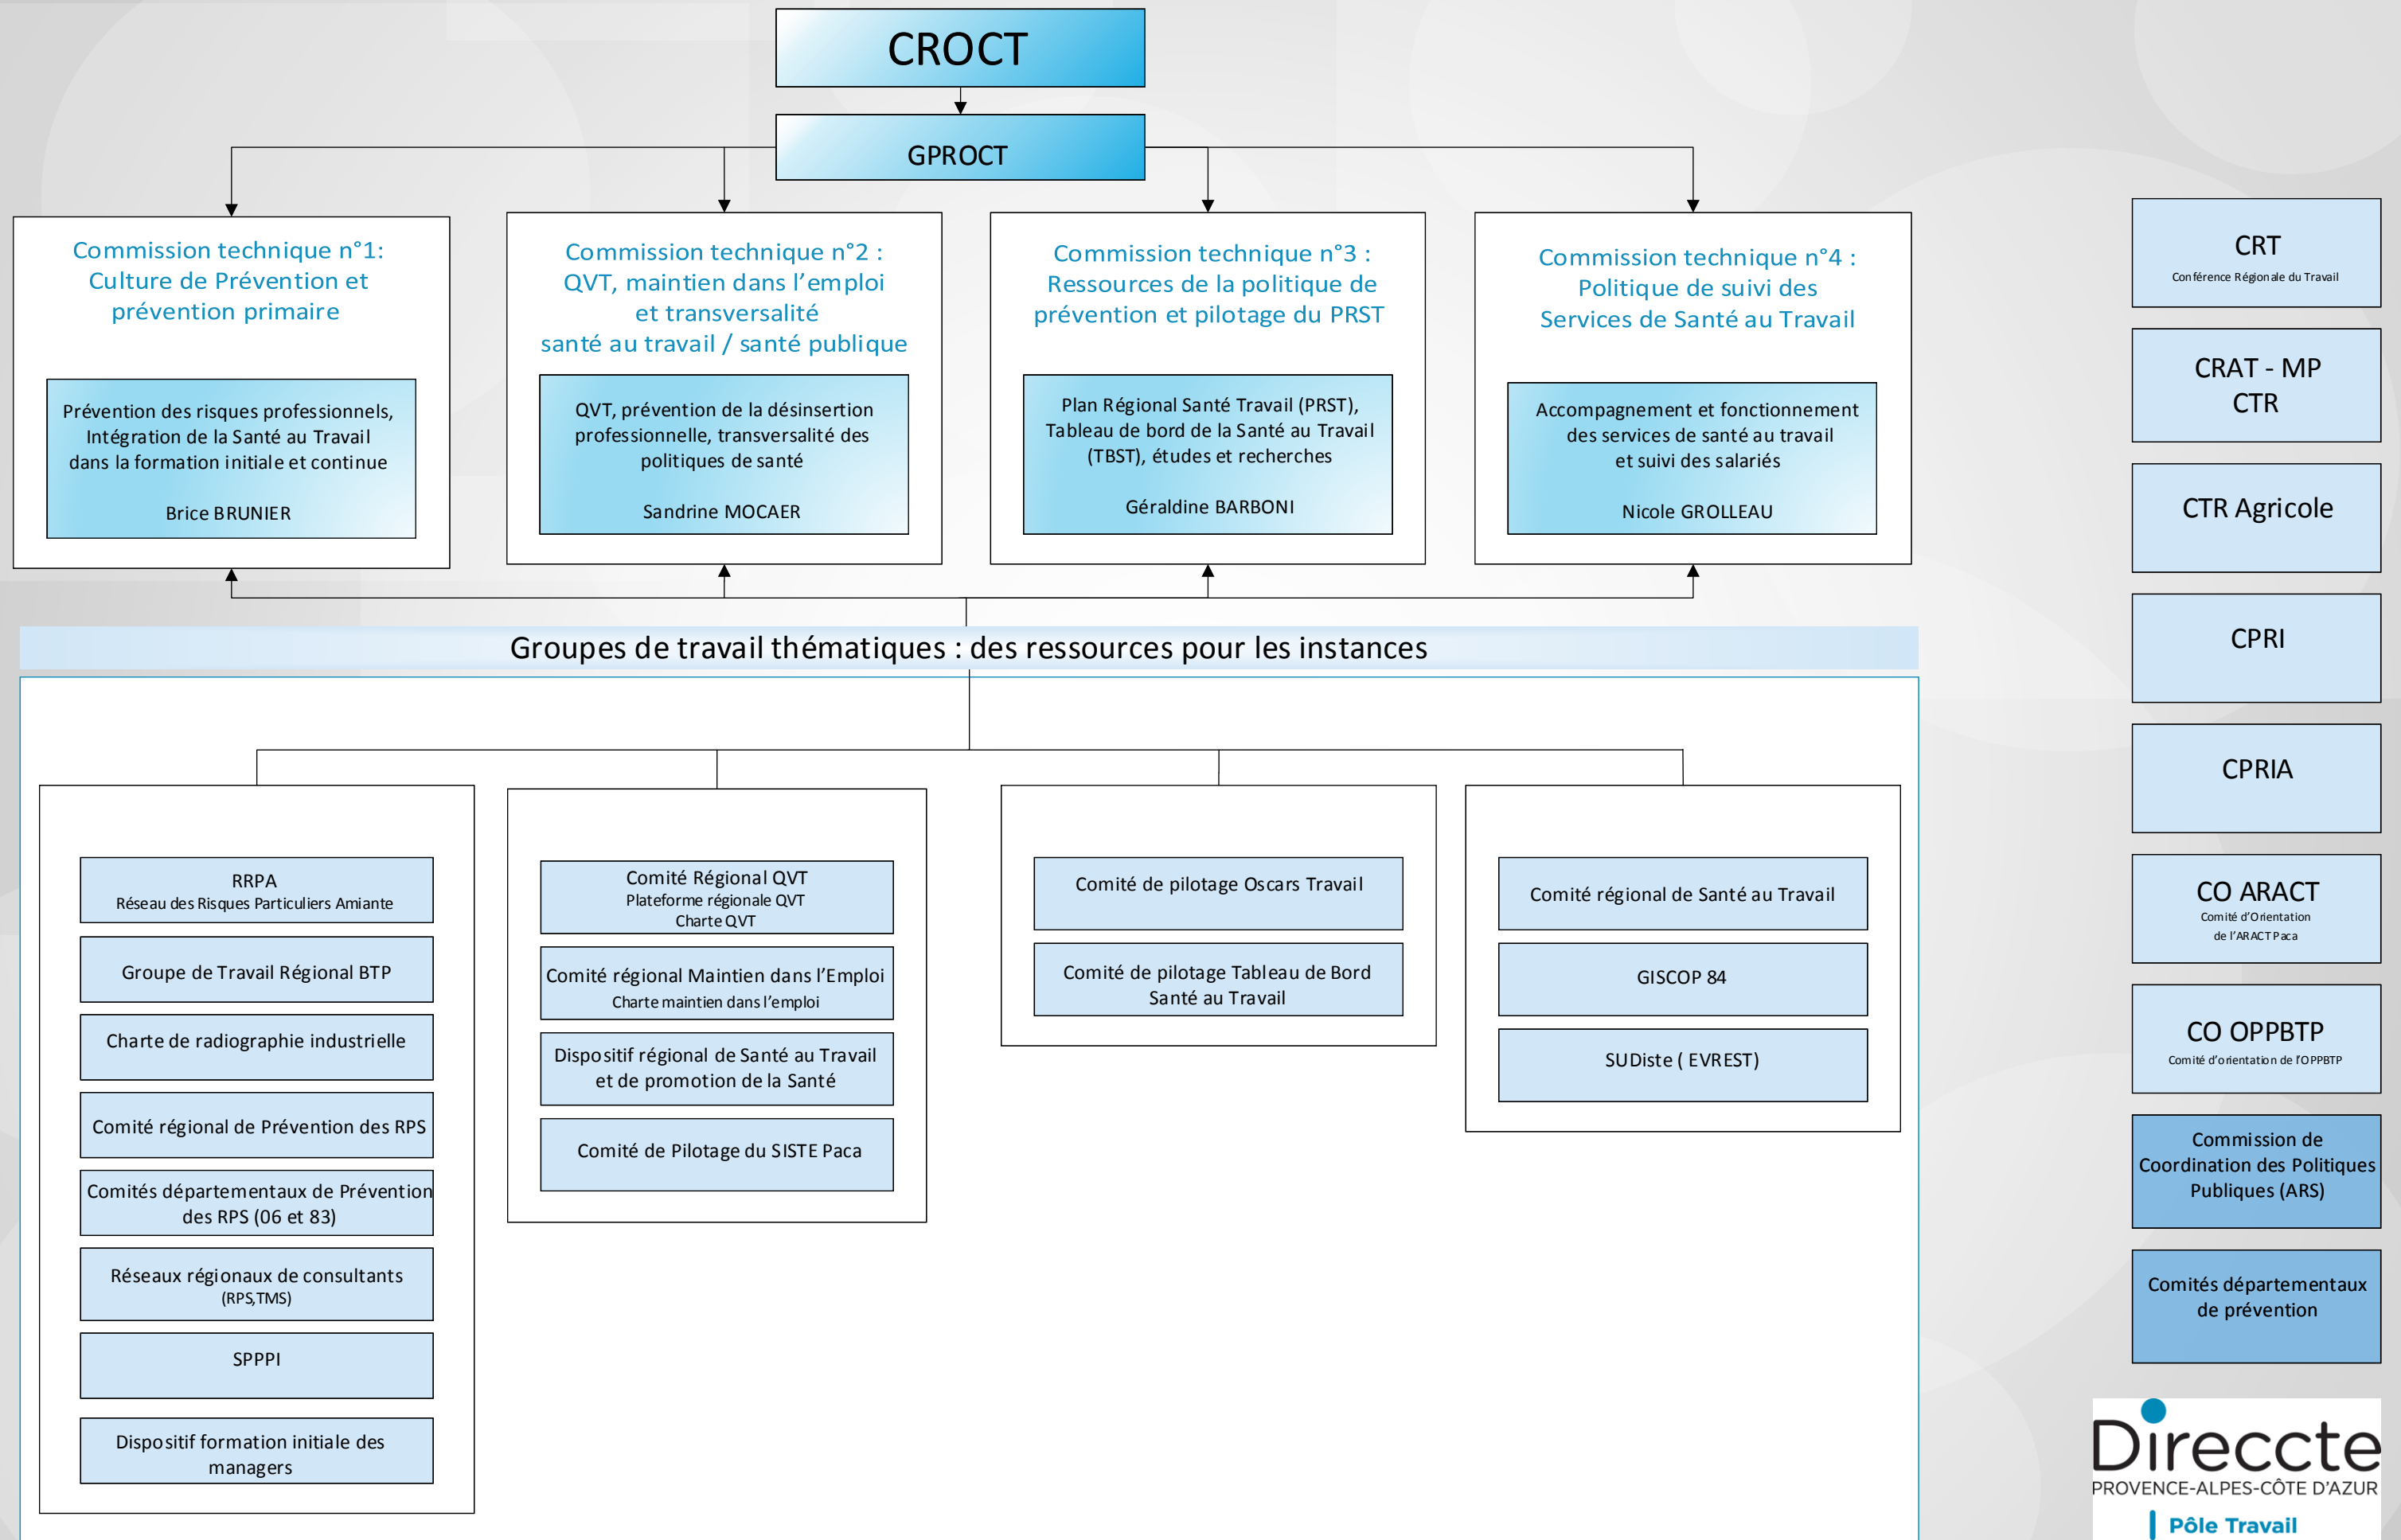 CROCT
GPROCT
Commission technique n°1:
Culture de Prévention et
prévention primaire
Prévention des risques professionnels,
Intégration de la Santé au Travail
dans la formation initiale et continue
Brice BRUNIER
Commission technique n°2 :
QVT, maintien dans l'emploi
et transversalité
santé au travail / santé publique
QVT, prévention de la désinsertion
professionnelle, transversalité des
politiques de santé
Sandrine MOCAER
Commission technique n°3 :
Ressources de la politique de
prévention et pilotage du PRST
Plan Régional Santé Travail (PRST),
Tableau de bord de la Santé au Travail
(TBST), études et recherches
Géraldine BARBONI
Commission technique n°4 :
Politique de suivi des
Services de Santé au Travail
Accompagnement et fonctionnement
des services de santé au travail
et suivi des salariés
Nicole GROLLEAU
Groupes de travail thématiques : des ressources pour les instances
RRPA
Réseau des Risques Particuliers Amiante
Groupe de Travail Régional BTP
Charte de radiographie industrielle
Comité régional de Prévention des RPS
Comités départementaux de Prévention
des RPS (06 et 83)
Réseaux régionaux de consultants
(RPS,TMS)
SPPPI
Dispositif formation initiale des
managers
Comité Régional QVT
Plateforme régionale QVT
Charte QVT
Comité régional Maintien dans l'Emploi
Charte maintien dans l'emploi
Dispositif régional de Santé au Travail
et de promotion de la Santé
Comité de Pilotage du SISTE Paca
Comité de pilotage Oscars Travail
Comité de pilotage Tableau de Bord
Santé au Travail
Comité régional de Santé au Travail
GISCOP 84
SUDiste ( EVREST)
CRT
Conférence Régionale du Travail
CRAT - MP
CTR
CTR Agricole
CPRI
CPRIA
CO ARACT
Comité d'Orientation
de l'ARACT Paca
CO OPPBTP
Comité d'orientation de l'OPPBTP
Commission de
Coordination des Politiques
Publiques (ARS)
Comités départementaux
de prévention
Direccte
PROVENCE-ALPES-CÔTE D'AZUR
Pôle Travail